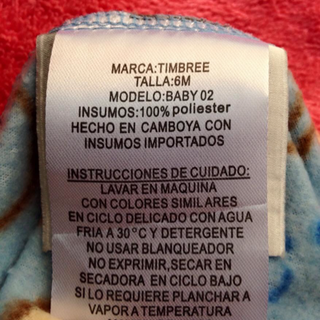 MARCA:TIMBREE
TALLA:6M
MODELO:BABY 02
INSUMOS:100% poliester
HECHO EN CAMBOYA CON
INSUMOS IMPORTADOS
INSTRUCCIONES DE CUIDADO:
LAVAR EN MAQUINA
CON COLORES SIMILARES
EN CICLO DELICADO CON AGUA
FRIA A 30°C Y DETERGENTE
NO USAR BLANQUEADOR
NO EXPRIMIR,SECAR EN
SECADORA EN CICLO BAJO
SI LO REQUIERE PLANCHAR A
VAPOR A TEMPERATURA